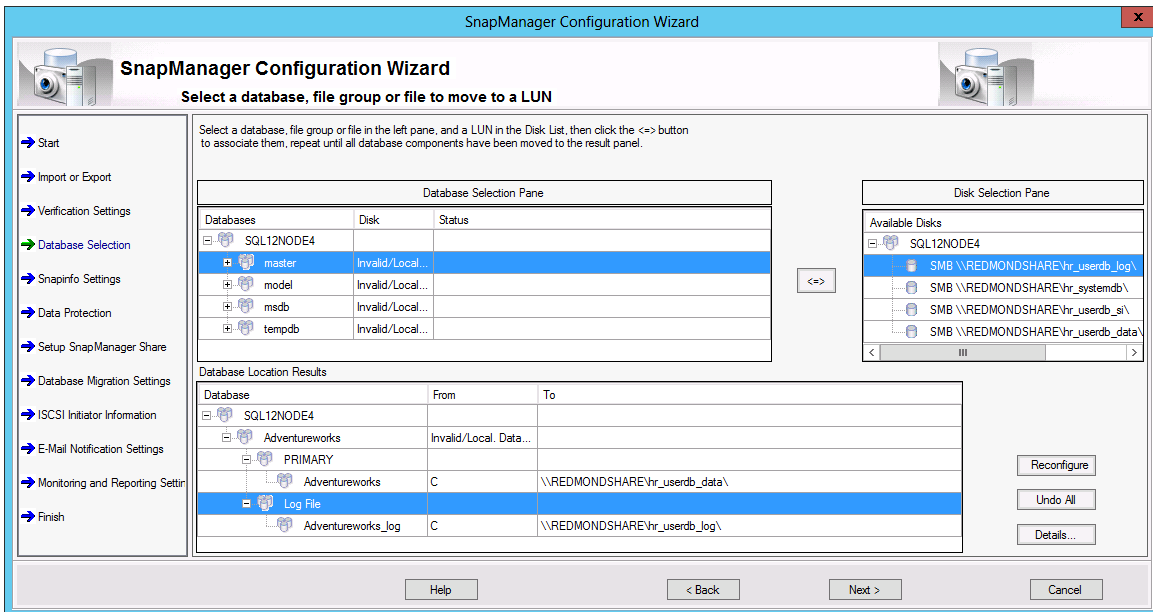 SnapManager Configuration Wizard
x
SnapManager Configuration Wizard
Select a database, file group or file to move to a LUN
Start
Import or Export
Verification Settings
Database Selection
Snapinfo Settings
Data Protection
Setup SnapManager Share
Database Migration Settings
ISCSI Initiator Information
E-Mail Notification Settings
Monitoring and Reporting Settin
Finish
Select a database, file group or file in the left pane, and a LUN in the Disk List, then click the <=> button
to associate them, repeat until all database components have been moved to the result panel.
Database Selection Pane
Databases Disk Status
SQL12NODE4
master Invalid/Local...
model Invalid/Local...
msdb Invalid/Local...
tempdb Invalid/Local...
<=>
Disk Selection Pane
Available Disks
SQL12NODE4
SMB \\REDMONDSHARE\hr_userdb_log\
SMB \\REDMONDSHARE\hr_systemdb\
SMB \\REDMONDSHARE\hr_userdb_si\
SMB \\REDMONDSHARE\hr_userdb_data\
Database Location Results
Database From To
SQL12NODE4
Adventureworks Invalid/Local. Data...
PRIMARY
Adventureworks C \\REDMONDSHARE\hr_userdb_data\
Log File
Adventureworks_log C \\REDMONDSHARE\hr_userdb_log\
Reconfigure
Undo All
Details...
Help
< Back
Next >
Cancel